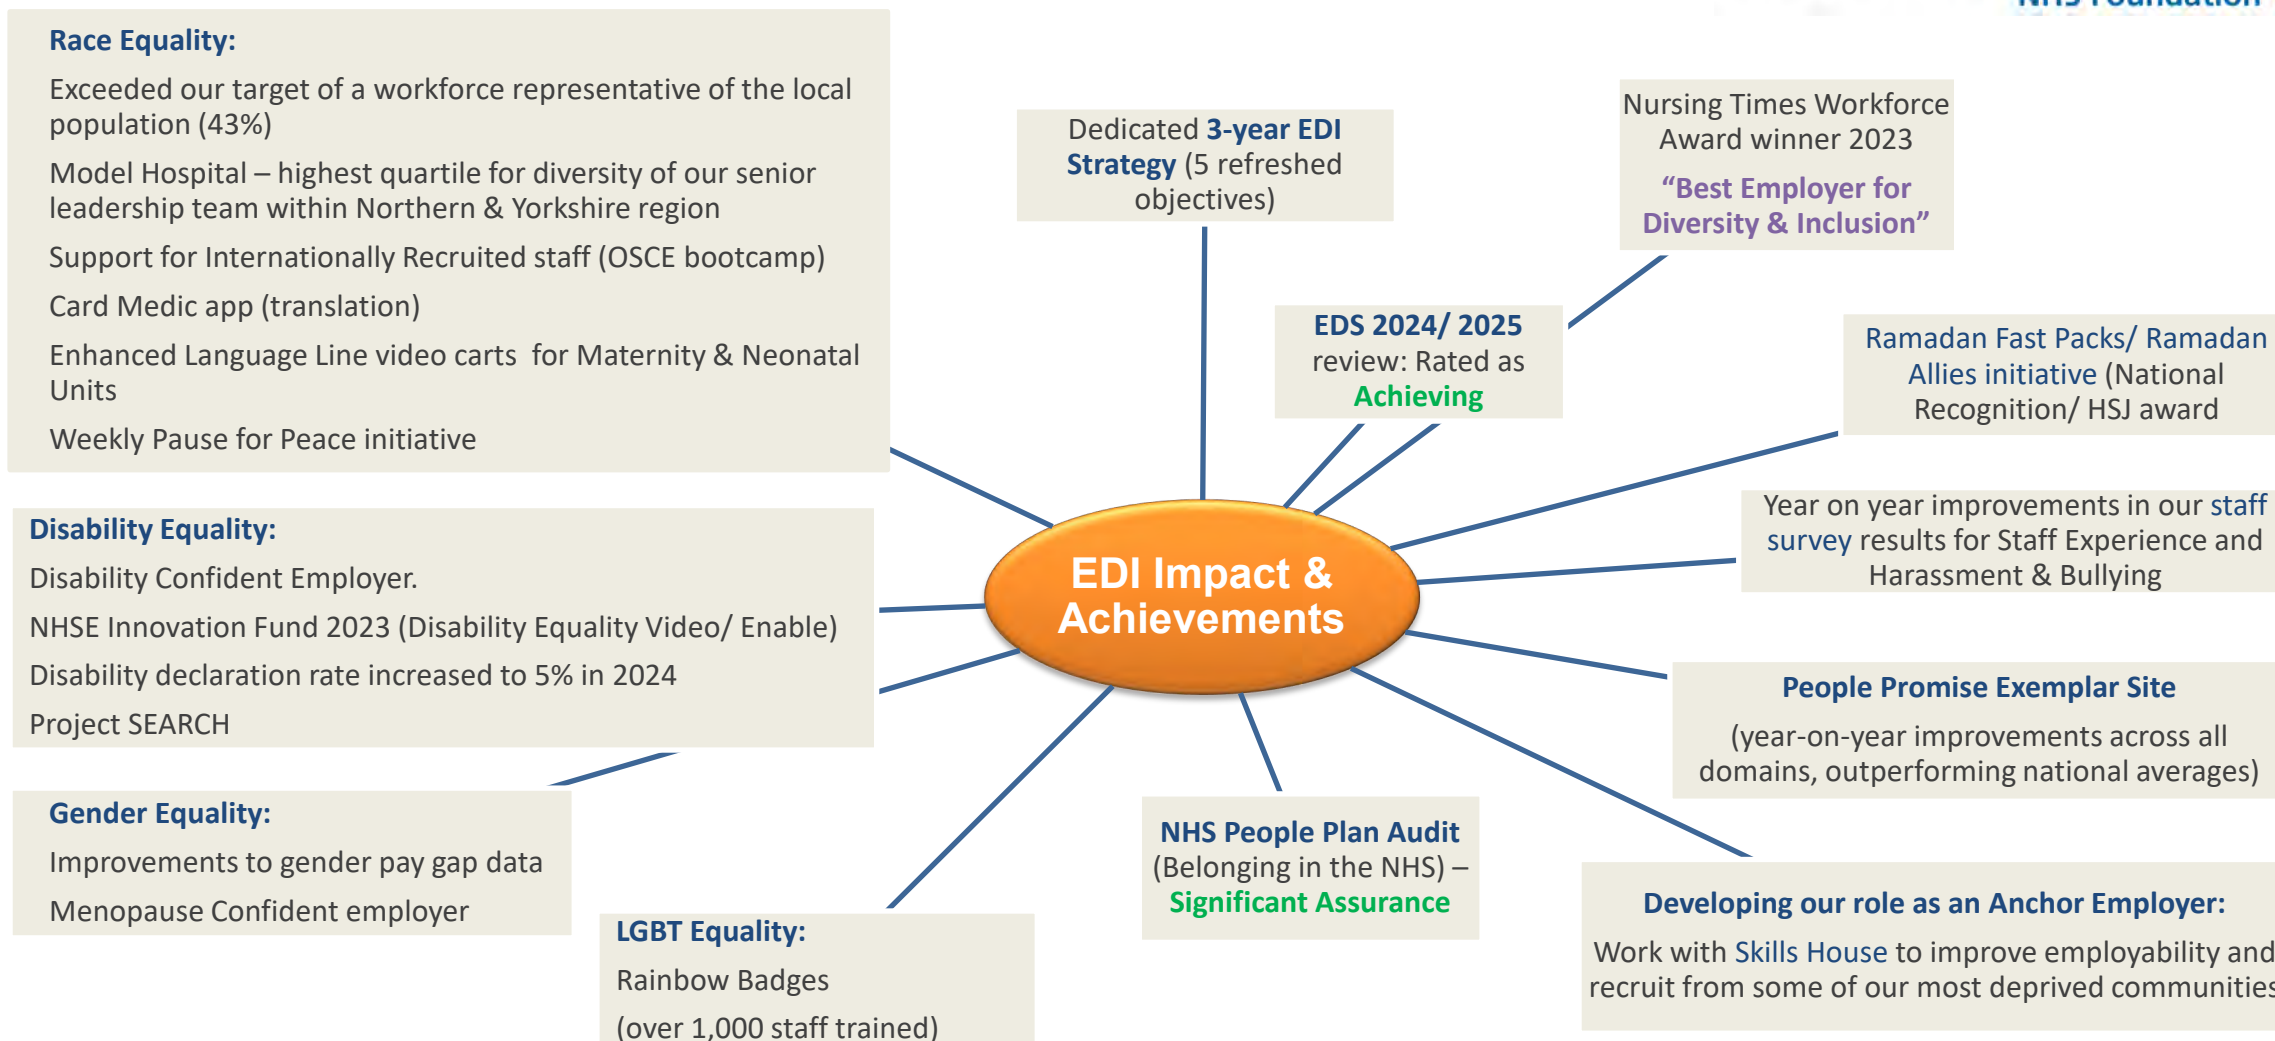 NHS Foundation
Race Equality:
Exceeded our target of a workforce representative of the local
population (43%)
Model Hospital – highest quartile for diversity of our senior
leadership team within Northern & Yorkshire region
Support for Internationally Recruited staff (OSCE bootcamp)
Card Medic app (translation)
Enhanced Language Line video carts for Maternity & Neonatal
Units
Weekly Pause for Peace initiative
Dedicated 3-year EDI
Strategy (5 refreshed
objectives)
Nursing Times Workforce
Award winner 2023
“Best Employer for
Diversity & Inclusion”
EDS 2024/ 2025
review: Rated as
Achieving
Ramadan Fast Packs/ Ramadan
Allies initiative (National
Recognition/ HSJ award
Year on year improvements in our staff
survey results for Staff Experience and
Harassment & Bullying
EDI Impact &
Achievements
Disability Equality:
Disability Confident Employer.
NHSE Innovation Fund 2023 (Disability Equality Video/ Enable)
Disability declaration rate increased to 5% in 2024
Project SEARCH
People Promise Exemplar Site
(year-on-year improvements across all
domains, outperforming national averages)
Gender Equality:
Improvements to gender pay gap data
Menopause Confident employer
NHS People Plan Audit
(Belonging in the NHS) –
Significant Assurance
LGBT Equality:
Rainbow Badges
(over 1,000 staff trained)
Developing our role as an Anchor Employer:
Work with Skills House to improve employability and
recruit from some of our most deprived communities